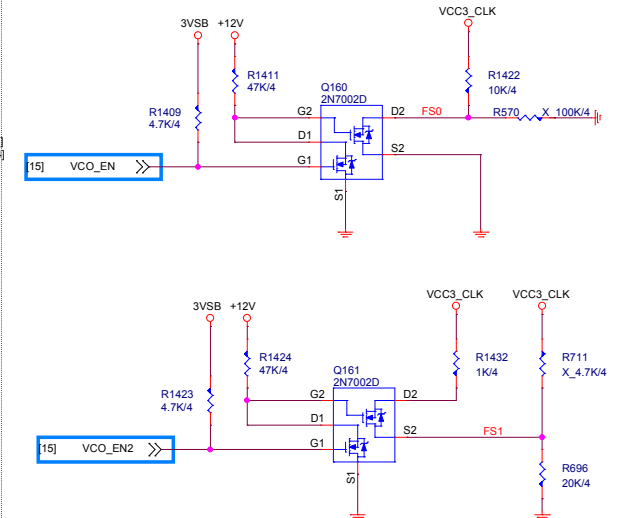 VCC3_CLK
3VSB +12V
R1411
47K/4
Q160
2N7002D
R1422
10K/4
R1409
4.7K/4
G2
D2
FS0
R570
X_100K/4
D1
S2
[15]
VCO_EN
G1
S1
VCC3_CLK
VCC3_CLK
3VSB +12V
R1424
47K/4
Q161
2N7002D
R1432
1K/4
R711
X_4.7K/4
R1423
4.7K/4
G2
D2
D1
S2
FS1
[15]
VCO_EN2
G1
S1
R696
20K/4